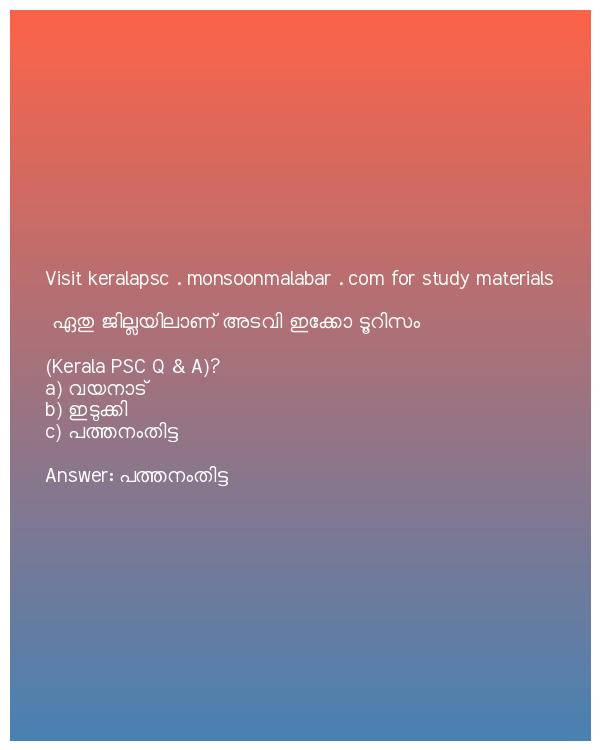 Visit keralapsc . monsoonmalabar . com for study materials
ഏതു ജില്ലയിലാണ് അടവി ഇക്കോ ടൂറിസം
(Kerala PSC Q & A)?
a) വയനാട്
b) ഇടുക്കി
c) പത്തനംതിട്ട
Answer: പത്തനംതിട്ട